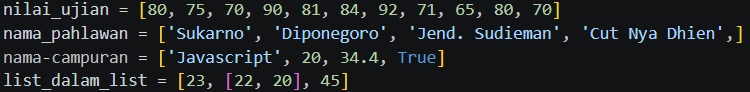 nilai_ujian = [80, 75, 70, 90, 81, 84, 92, 71, 65, 80, 70]
nama_pahlawan = ['Sukarno', 'Diponegoro', 'Jend. Sudieman', 'Cut Nya Dhien',]
nama-campuran = ['Javascript', 20, 34.4, True]
list_dalam_list = [23, [22, 20], 45]